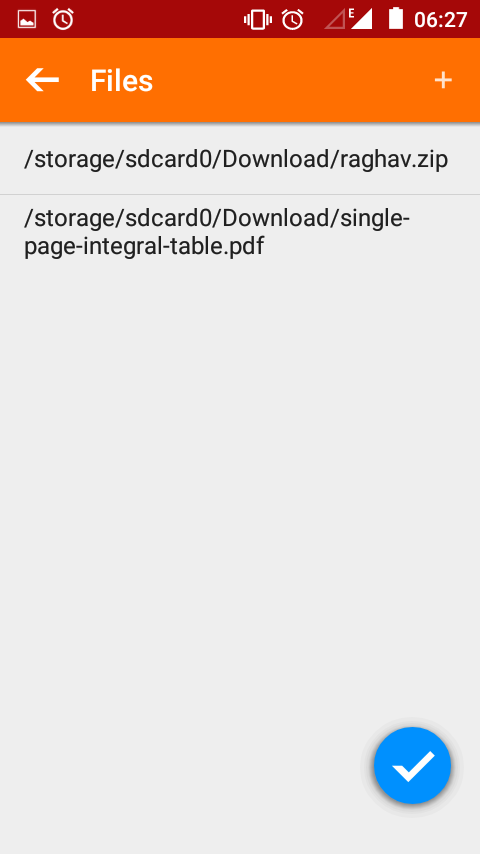 E 06:27
Files
/storage/sdcard0/Download/raghav.zip
/storage/sdcard0/Download/single-
page-integral-table.pdf